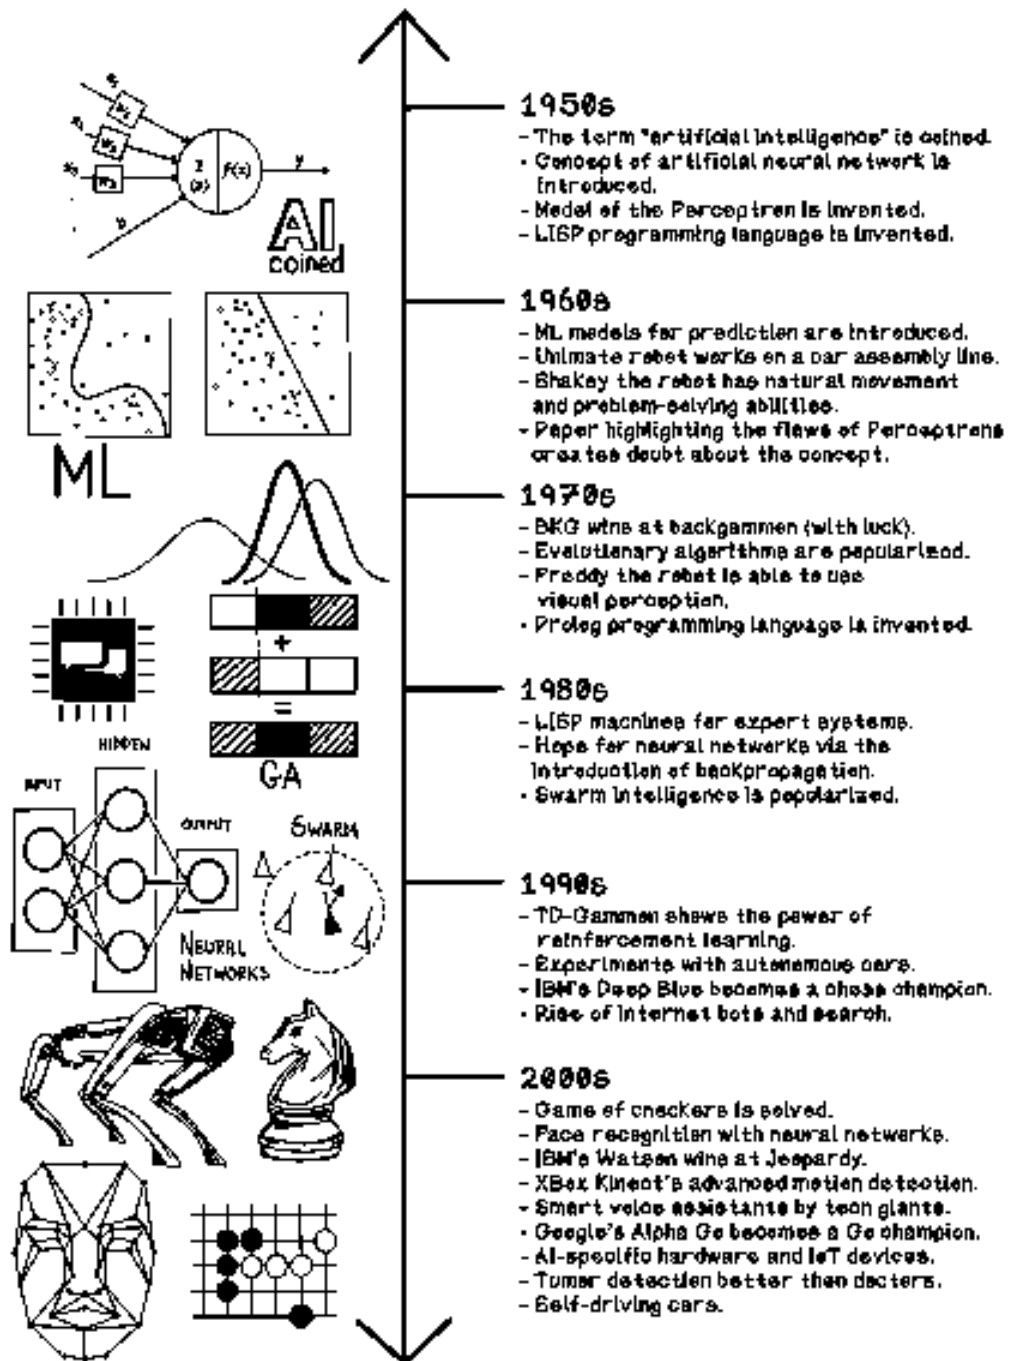 1950s
- The term "artificial intelligence" is coined.
- Concept of artificial neural network is
introduced.
- Model of the Perceptron is invented.
- LISP programming language is invented.
AI
coined
y
f(x)
1960s
- ML models for prediction are introduced.
- Unimate robot works on a car assembly line.
- Shakey the robot has natural movement
and problem-solving abilities.
- Paper highlighting the flaws of Perceptrons
creates doubt about the concept.
ML
1970s
- BKG wins at backgammon (with luck).
- Evolutionary algorithms are popularized.
- Freddy the robot is able to use
visual perception.
- Prolog programming language is invented.
+
=
GA
1980s
- LISP machines for expert systems.
- Hope for neural networks via the
introduction of backpropagation.
- Swarm intelligence is popularized.
HIDDEN
INPUT
OUTPUT
SWARM
NEURAL
NETWORKS
1990s
- TD-Gammon shows the power of
reinforcement learning.
- Experiments with autonomous cars.
- IBM's Deep Blue becomes a chess champion.
- Rise of Internet bots and search.
2000s
- Game of checkers is solved.
- Face recognition with neural networks.
- IBM's Watson wins at Jeopardy.
- XBox Kinect's advanced motion detection.
- Smart voice assistants by tech giants.
- Google's Alpha Go becomes a Go champion.
- AI-specific hardware and IoT devices.
- Tumor detection better then doctors.
- Self-driving cars.